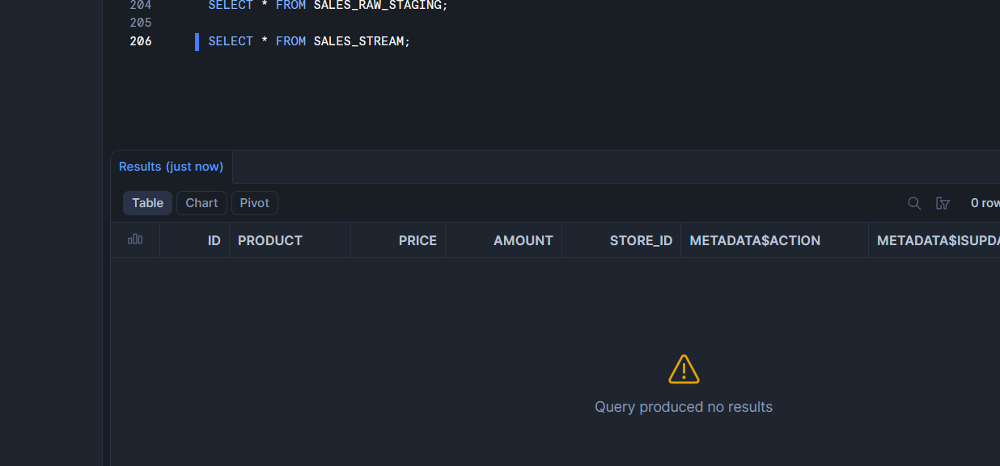 204 SELECT * FROM SALES_RAW_STAGING;
205
206 SELECT * FROM SALES_STREAM;
Results (just now)
Table Chart Pivot 0 row
ID PRODUCT PRICE AMOUNT STORE_ID METADATA$ACTION METADATA$ISUPDA
Query produced no results